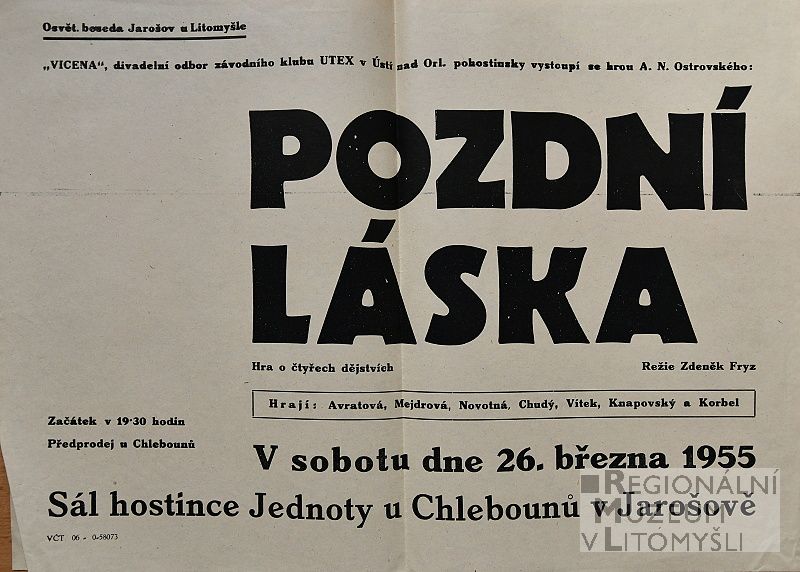 Osvět. beseda Jarošov u Litomyšle
„VICENA“, divadelní odbor závodního klubu UTEX v Ústí nad Orl. pohostinsky vystoupí se hrou A. N. Ostrovského:
POZDNÍ
LÁSKA
Hra o čtyřech dějstvích
Režie Zdeněk Fryz
Hrají: Avratová, Mejdrová, Novotná, Chudý, Vítek, Knapovský a Korbel
Začátek v 19·30 hodin
Předprodej u Chlebounů
V sobotu dne 26. března 1955
Sál hostince Jednoty u Chlebounů v Jarošově
VČT 06 - 0-58073
REGIONÁLNÍ
MUZEUM
V LITOMYŠLI